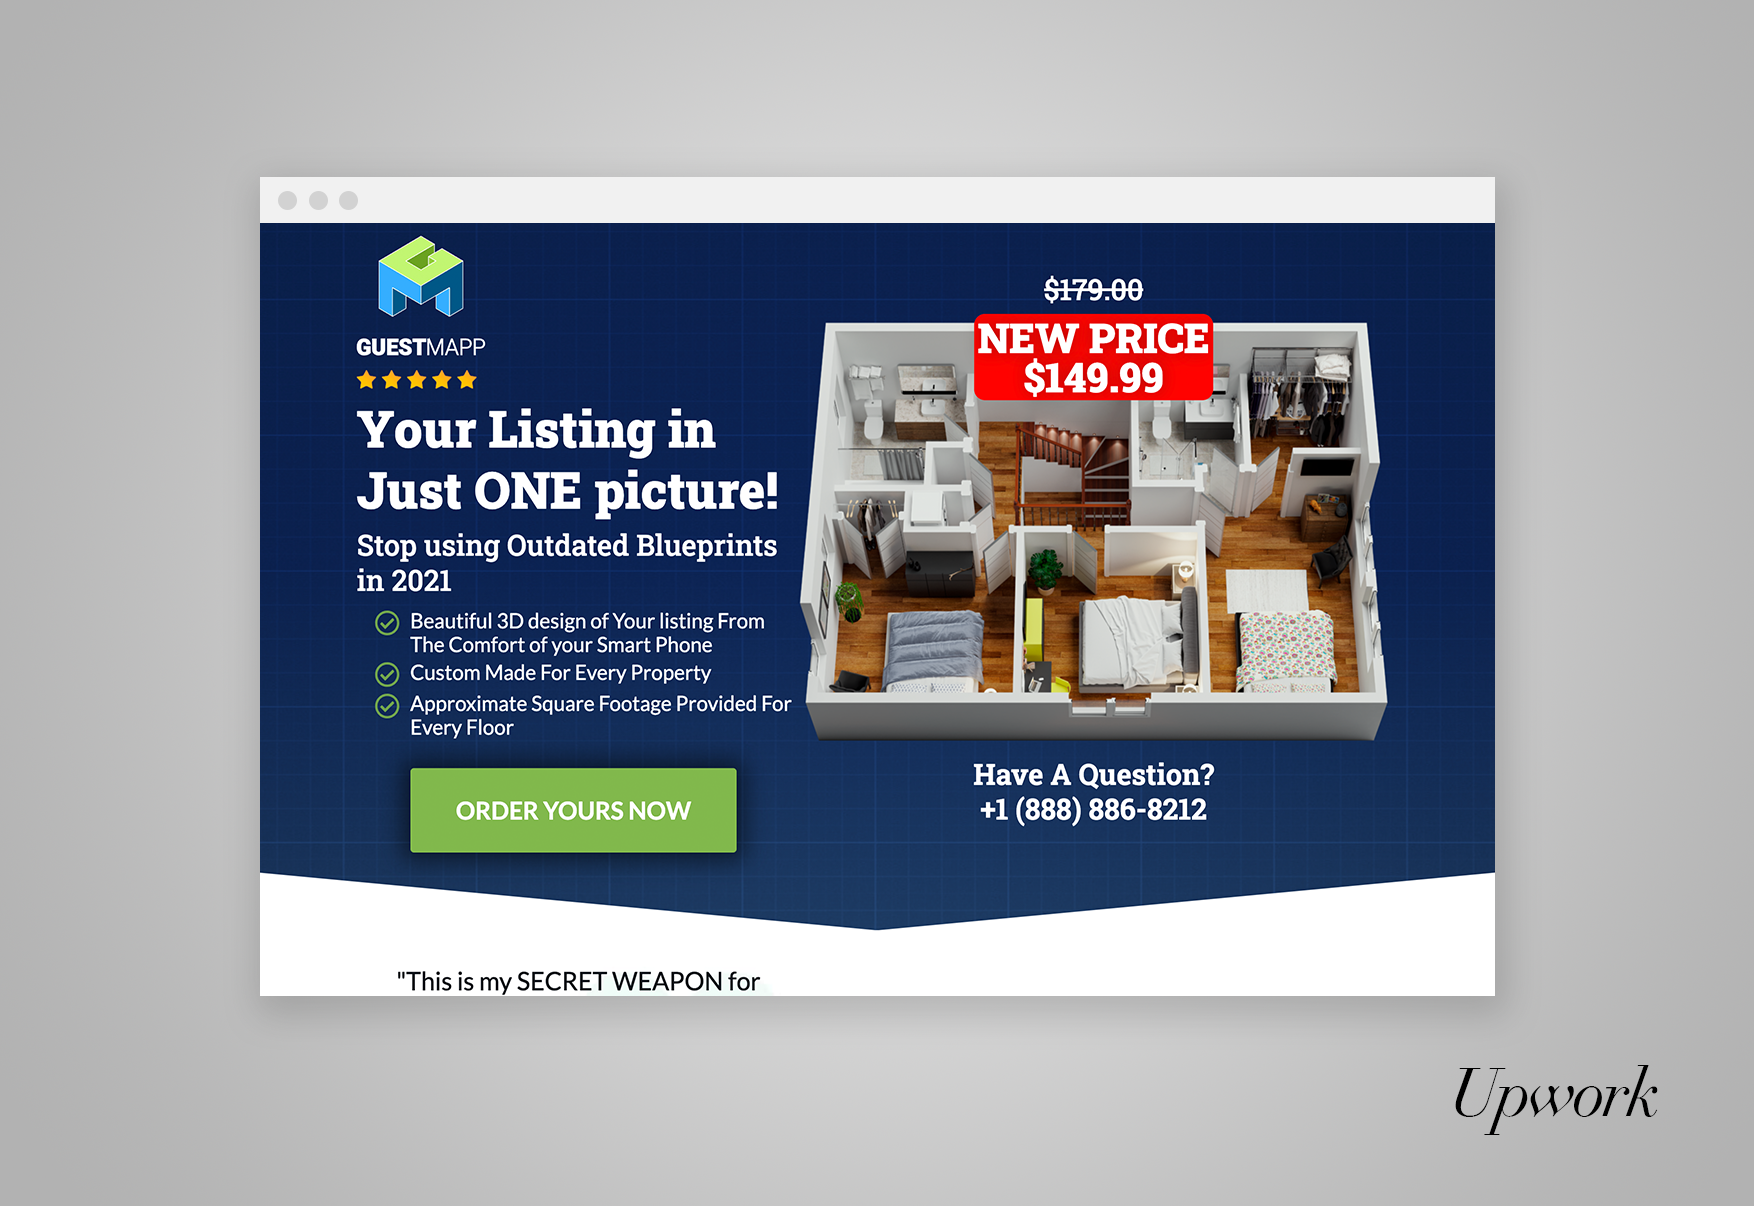 GUESTMAPP
Your Listing in
Just ONE picture!
Stop using Outdated Blueprints
in 2021
Beautiful 3D design of Your listing From
The Comfort of your Smart Phone
Custom Made For Every Property
Approximate Square Footage Provided For
Every Floor
ORDER YOURS NOW
$179.00
NEW PRICE
$149.99
Have A Question?
+1 (888) 886-8212
"This is my SECRET WEAPON for
Upwork